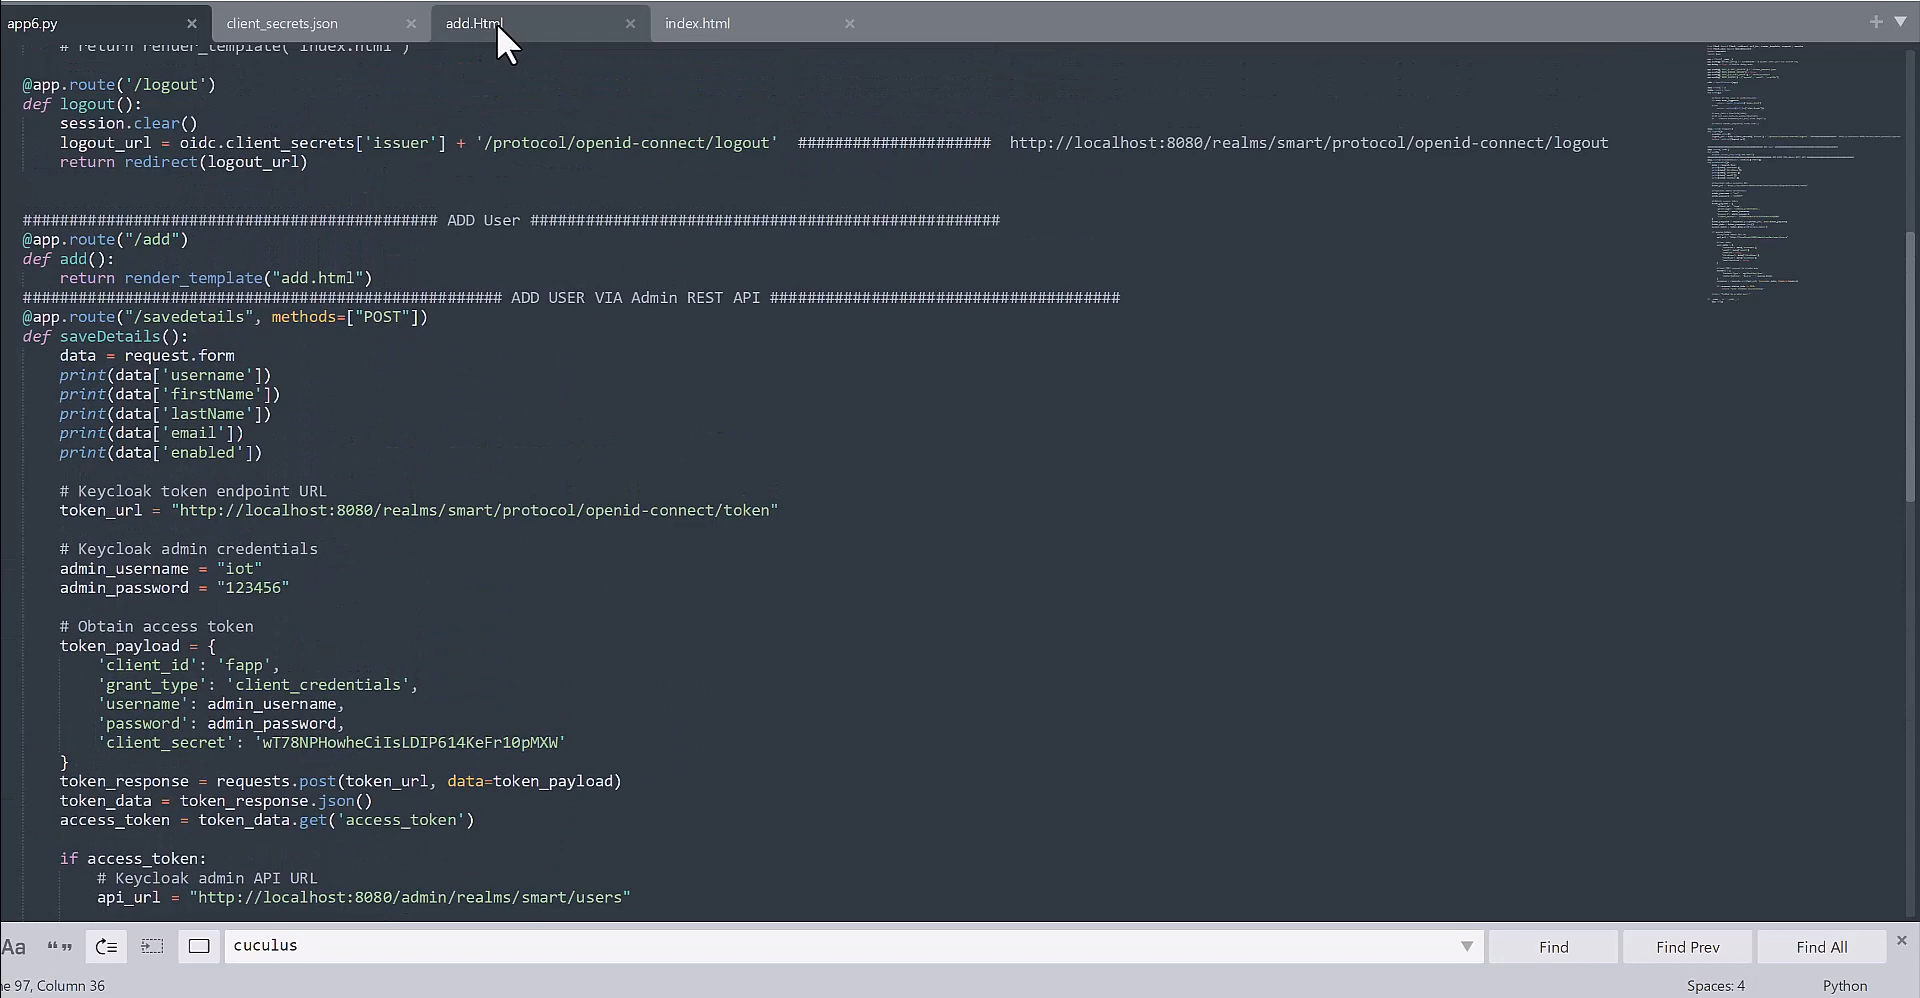 app6.py × client_secrets.json × add.Html × index.html × +
# return render_template( index.html )
@app.route('/logout')
def logout():
    session.clear()
    logout_url = oidc.client_secrets['issuer'] + '/protocol/openid-connect/logout'  #####################  http://localhost:8080/realms/smart/protocol/openid-connect/logout
    return redirect(logout_url)
############################################# ADD User ###################################################
@app.route("/add")
def add():
    return render_template("add.html")
#################################################### ADD USER VIA Admin REST API ######################################
@app.route("/savedetails", methods=["POST"])
def saveDetails():
    data = request.form
    print(data['username'])
    print(data['firstName'])
    print(data['lastName'])
    print(data['email'])
    print(data['enabled'])
    # Keycloak token endpoint URL
    token_url = "http://localhost:8080/realms/smart/protocol/openid-connect/token"
    # Keycloak admin credentials
    admin_username = "iot"
    admin_password = "123456"
    # Obtain access token
    token_payload = {
        'client_id': 'fapp',
        'grant_type': 'client_credentials',
        'username': admin_username,
        'password': admin_password,
        'client_secret': 'wT78NPHowheCiIsLDIP614KeFr10pMXW'
    }
    token_response = requests.post(token_url, data=token_payload)
    token_data = token_response.json()
    access_token = token_data.get('access_token')
    if access_token:
        # Keycloak admin API URL
        api_url = "http://localhost:8080/admin/realms/smart/users"
Aa “” cuculus Find Find Prev Find All ×
ne 97, Column 36 Spaces: 4 Python